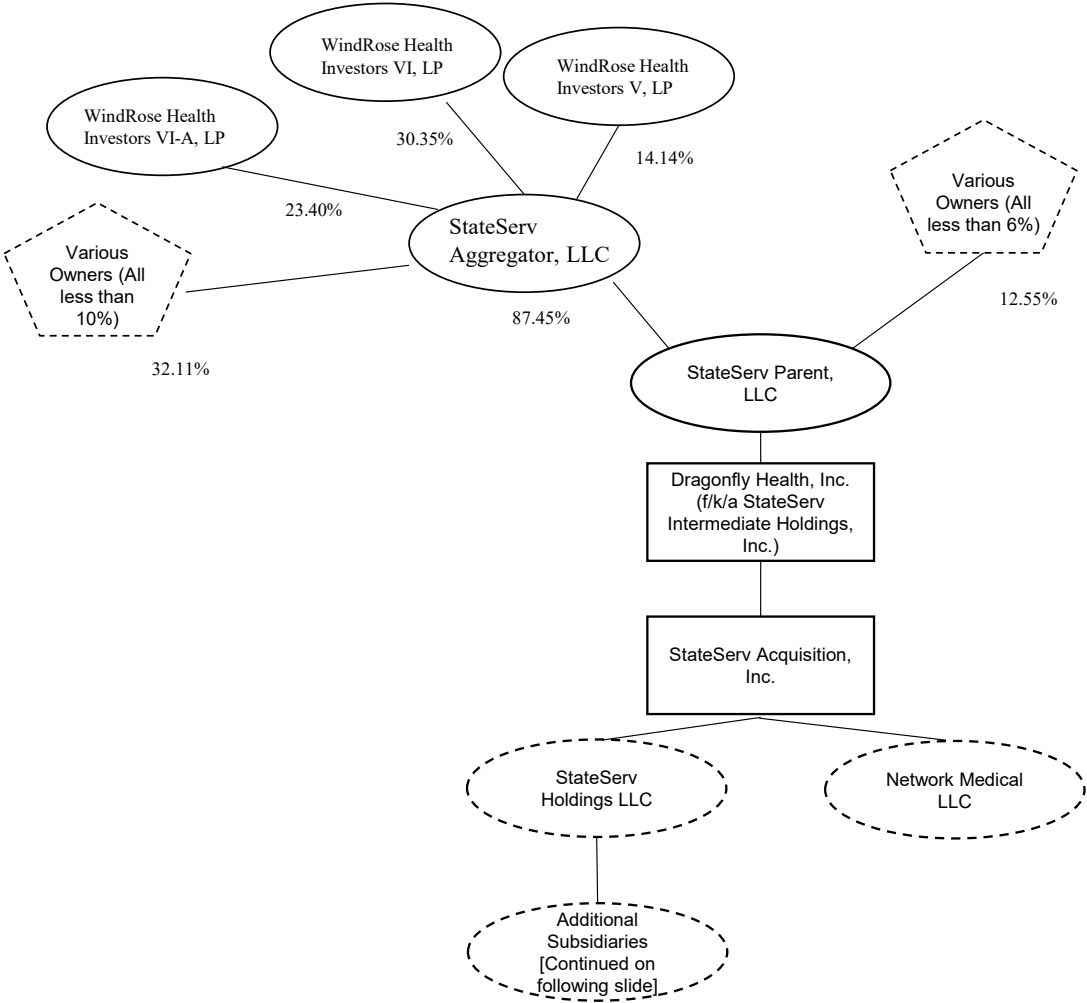 WindRose Health
Investors VI, LP
WindRose Health
Investors V, LP
WindRose Health
Investors VI-A, LP
30.35%
14.14%
23.40%
Various
Owners (All
less than 6%)
StateServ
Aggregator, LLC
Various
Owners (All
less than
10%)
12.55%
87.45%
32.11%
StateServ Parent,
LLC
Dragonfly Health, Inc.
(f/k/a StateServ
Intermediate Holdings,
Inc.)
StateServ Acquisition,
Inc.
StateServ
Holdings LLC
Network Medical
LLC
Additional
Subsidiaries
[Continued on
following slide]